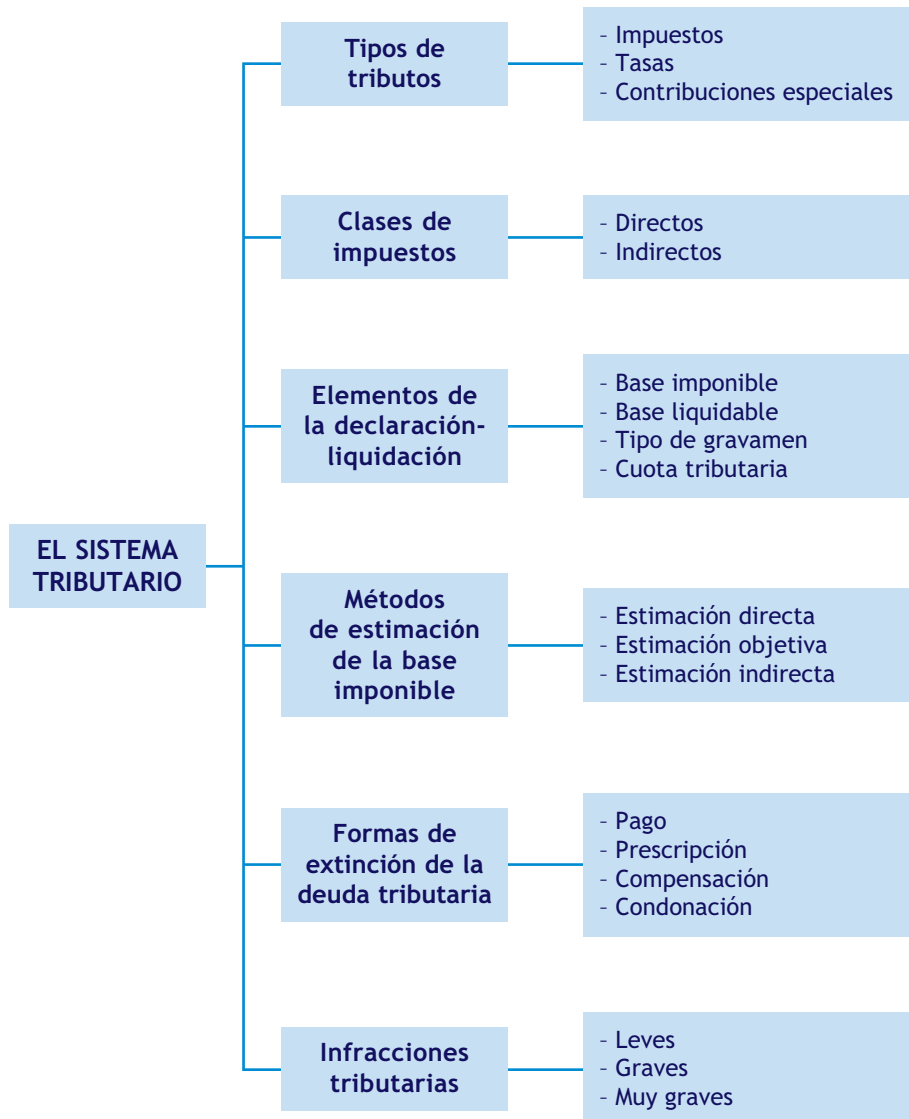 Tipos de
tributos
- Impuestos
- Tasas
- Contribuciones especiales
Clases de
impuestos
- Directos
- Indirectos
Elementos de
la declaración-
liquidación
- Base imponible
- Base liquidable
- Tipo de gravamen
- Cuota tributaria
EL SISTEMA
TRIBUTARIO
Métodos
de estimación
de la base
imponible
- Estimación directa
- Estimación objetiva
- Estimación indirecta
Formas de
extinción de la
deuda tributaria
- Pago
- Prescripción
- Compensación
- Condonación
Infracciones
tributarias
- Leves
- Graves
- Muy graves